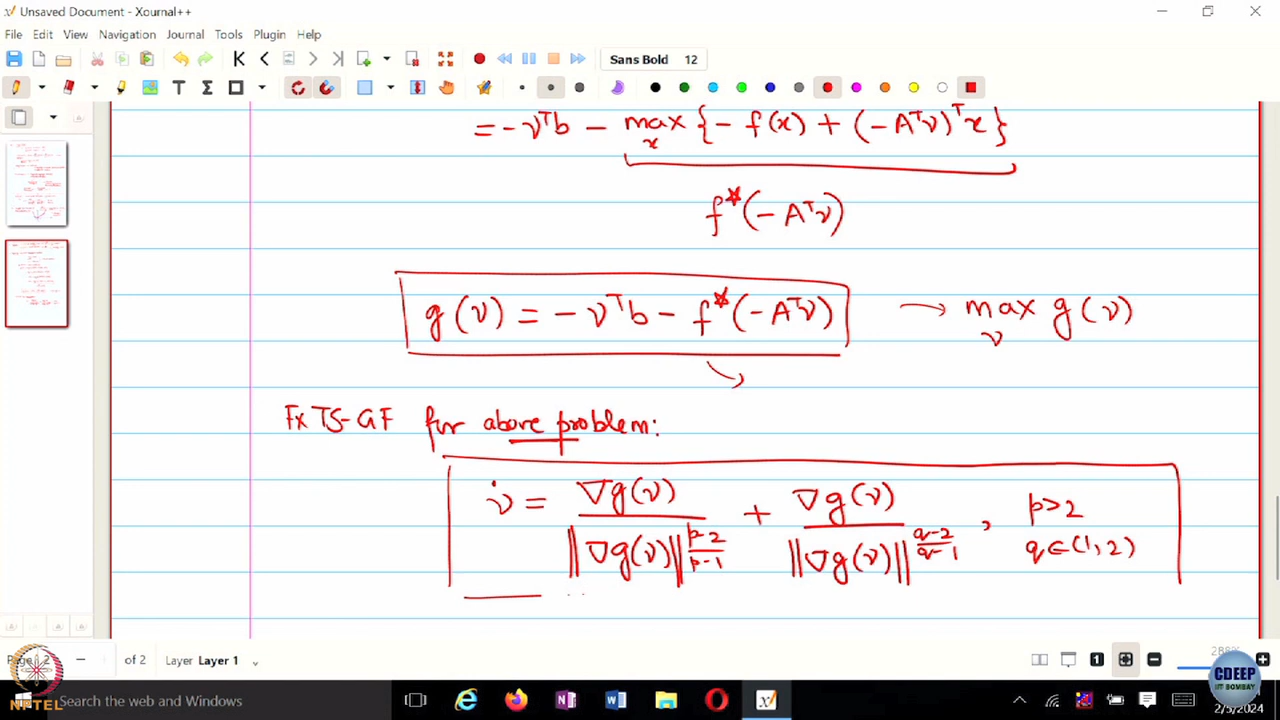 Unsaved Document - Xournal++
File Edit View Navigation Journal Tools Plugin Help
Sans Bold 12
= - νᵀb - max {- f(x) + (-Aᵀν)ᵀx}
x
f*(-Aᵀν)
g(ν) = - νᵀb - f*(-Aᵀν) → max g(ν)
ν
FxTS-GF for above problem:
ν̇ = ∇g(ν) / ||∇g(ν)||^((p-2)/(p-1)) + ∇g(ν) / ||∇g(ν)||^((q-2)/(q-1)) , p>2
q∈(1,2)
of 2 Layer Layer 1
288%
Search the web and Windows
NPTEL
CDEEP
IIT BOMBAY